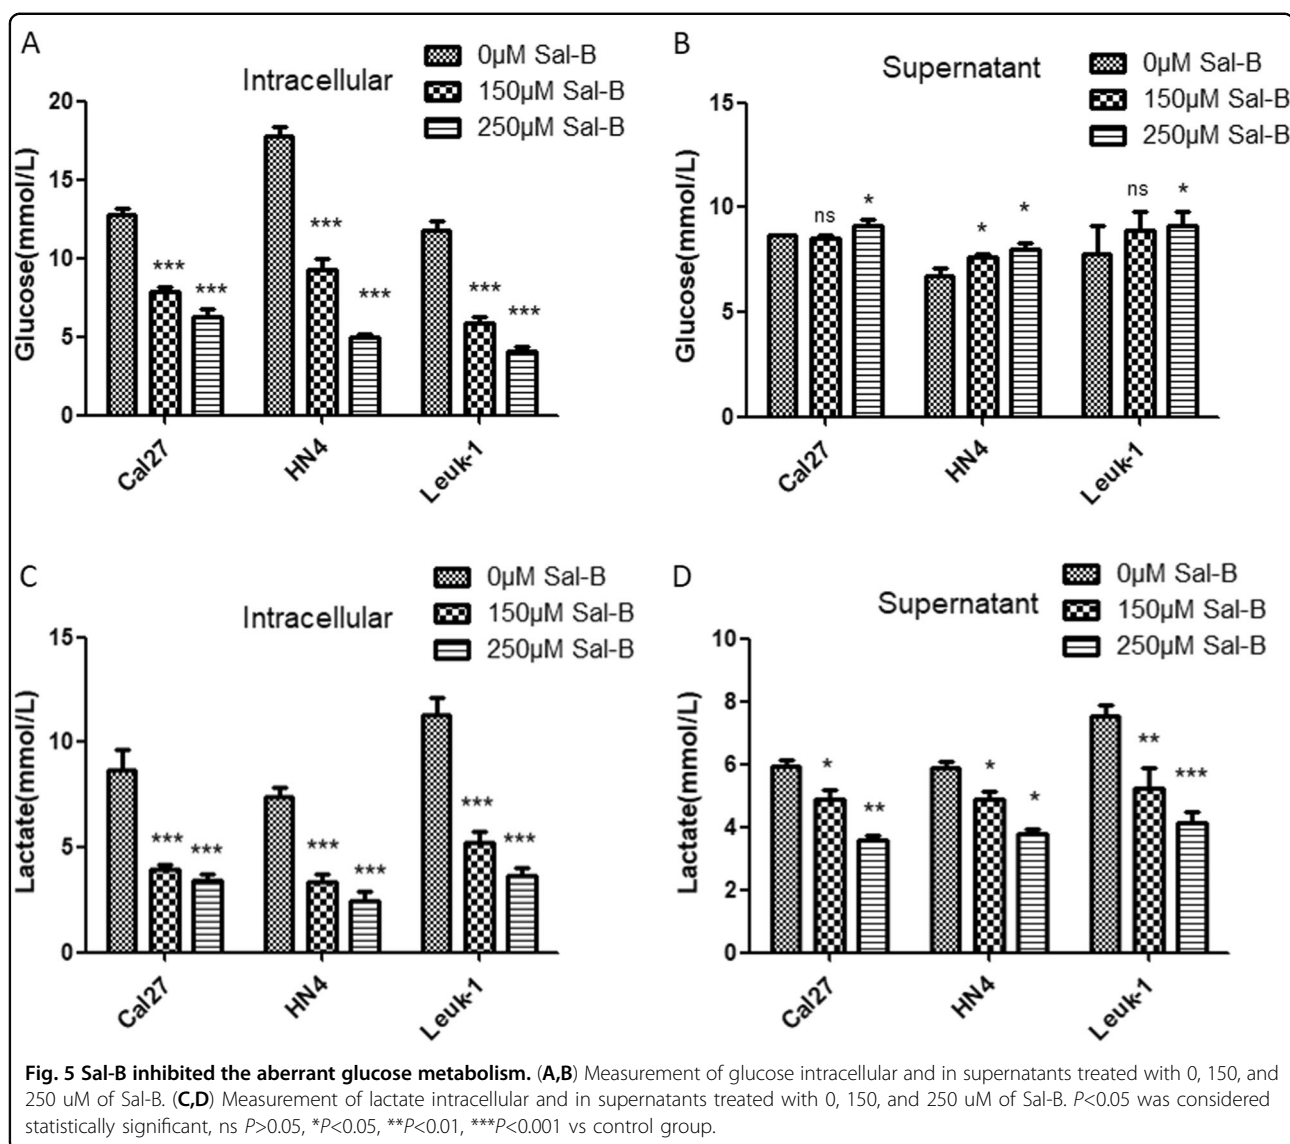 A
0μM Sal-B
150μM Sal-B
250μM Sal-B
Intracellular
Glucose(mmol/L)
20
15
10
5
0
***
***
***
***
***
***
Cal27
HN4
Leuk-1
B
0μM Sal-B
150μM Sal-B
250μM Sal-B
Supernatant
Glucose(mmol/L)
15
10
5
0
ns
*
*
*
ns
*
Cal27
HN4
Leuk-1
C
0μM Sal-B
150μM Sal-B
250μM Sal-B
Intracellular
Lactate(mmol/L)
15
10
5
0
***
***
***
***
***
***
Cal27
HN4
Leuk-1
D
0μM Sal-B
150μM Sal-B
250μM Sal-B
Supernatant
Lactate(mmol/L)
10
8
6
4
2
0
*
**
*
*
**
***
Cal27
HN4
Leuk-1
Fig. 5 Sal-B inhibited the aberrant glucose metabolism. (A,B) Measurement of glucose intracellular and in supernatants treated with 0, 150, and
250 uM of Sal-B. (C,D) Measurement of lactate intracellular and in supernatants treated with 0, 150, and 250 uM of Sal-B. P<0.05 was considered
statistically significant, ns P>0.05, *P<0.05, **P<0.01, ***P<0.001 vs control group.